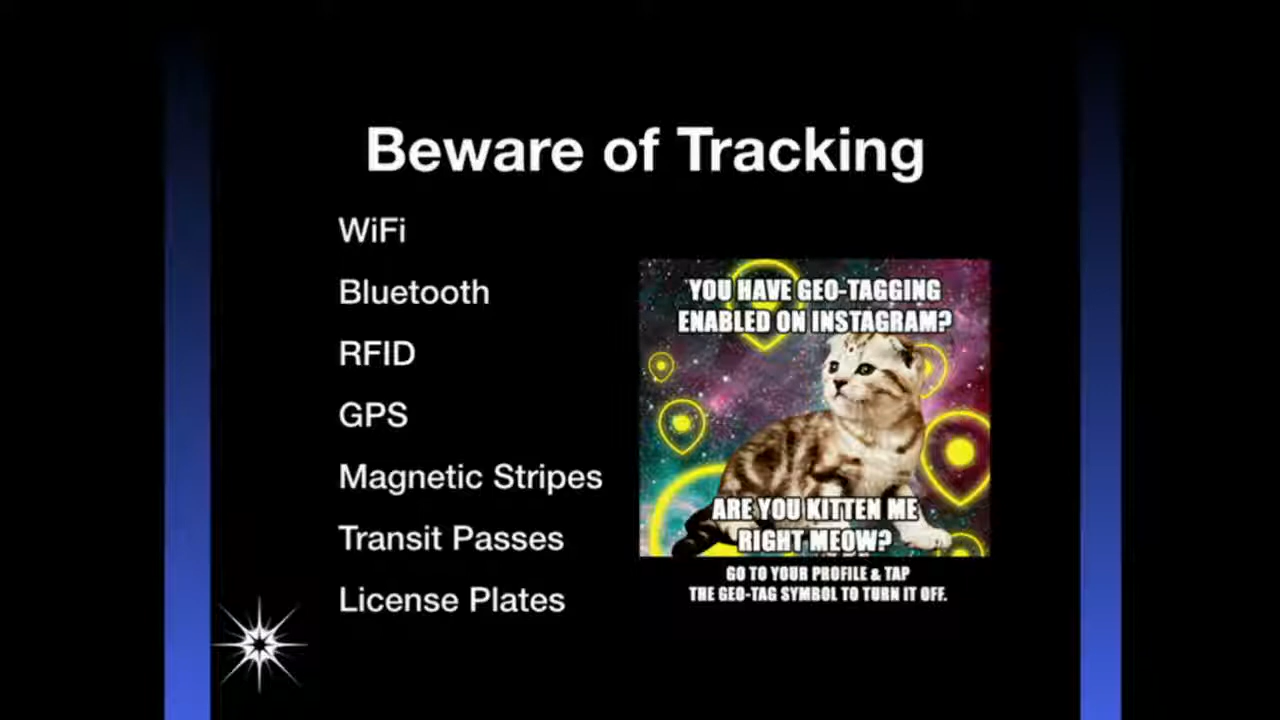 Beware of Tracking
WiFi
Bluetooth
RFID
GPS
Magnetic Stripes
Transit Passes
License Plates
YOU HAVE GEO-TAGGING
ENABLED ON INSTAGRAM?
ARE YOU KITTEN ME
RIGHT MEOW?
GO TO YOUR PROFILE & TAP
THE GEO-TAG SYMBOL TO TURN IT OFF.